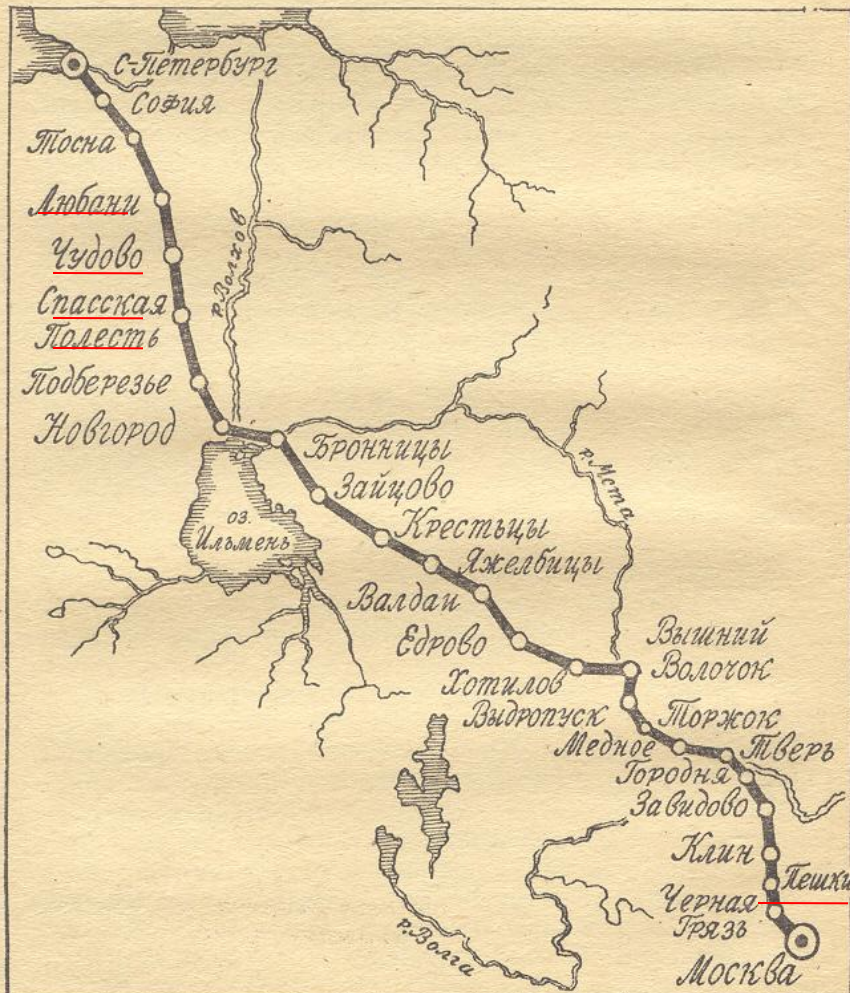 С-Петербург
София
Тосна
Любани
Чудово
Спасская
Полесть
р. Волхов
Подберезье
Новгород
Бронницы
Зайцово
р. Мста
оз.
Ильмень
Крестьцы
Яжелбицы
Валдаи
Едрово
Вышний
Волочок
Хотилов
Выдропуск
Торжок
Медное
Тверь
Городня
Завидово
Клин
Пешки
Черная
Грязь
р. Волга
Москва